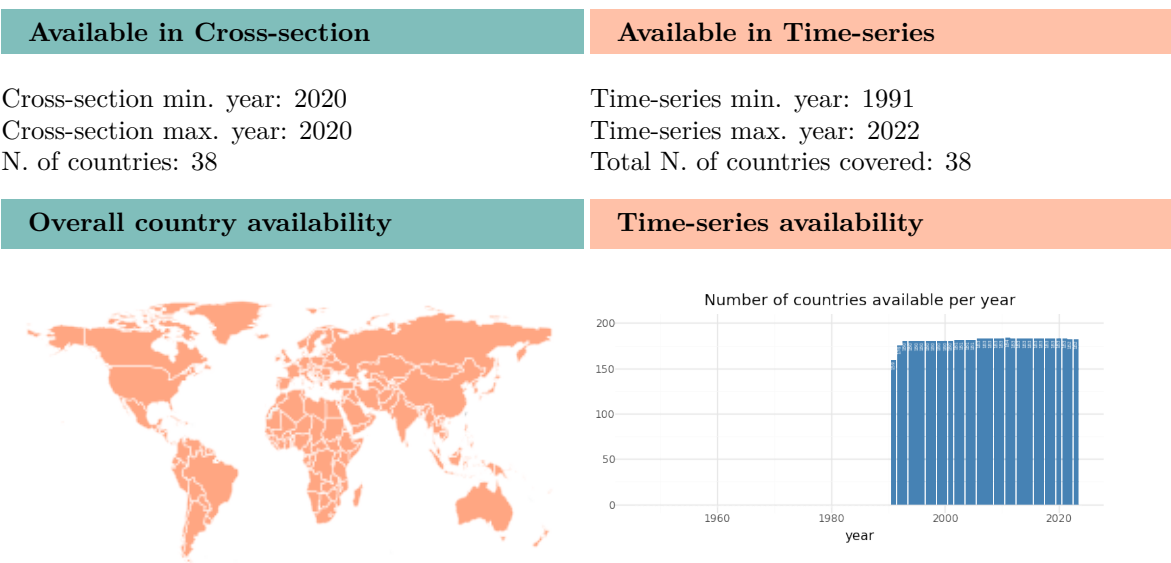 Available in Cross-section
Available in Time-series
Cross-section min. year: 2020
Cross-section max. year: 2020
N. of countries: 38
Time-series min. year: 1991
Time-series max. year: 2022
Total N. of countries covered: 38
Overall country availability
Time-series availability
Number of countries available per year
200
150
100
50
0
1960
1980
2000
2020
year